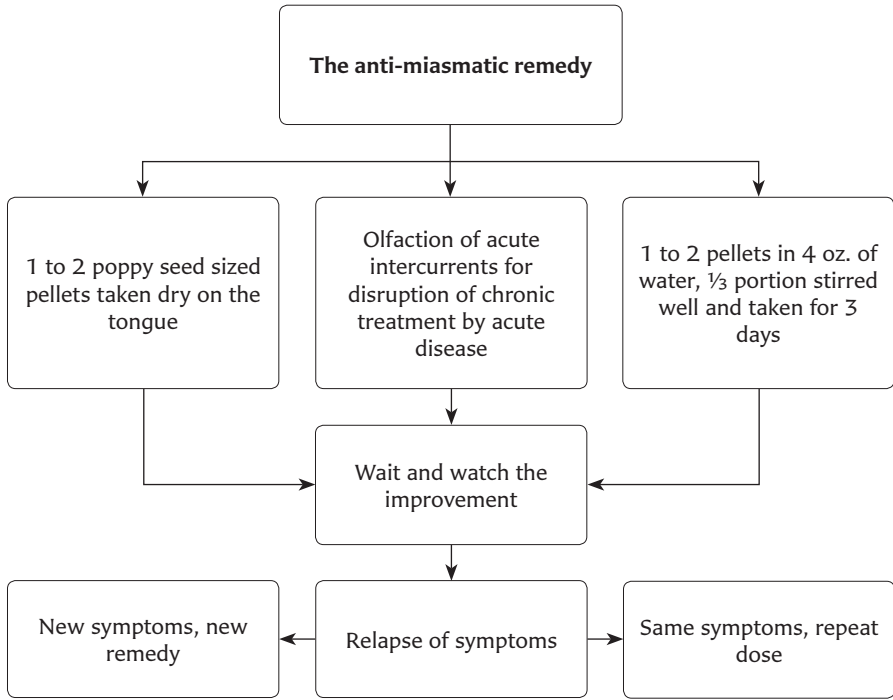 The anti-miasmatic remedy
1 to 2 poppy seed sized
pellets taken dry on the
tongue
Olfaction of acute
intercurrents for
disruption of chronic
treatment by acute
disease
1 to 2 pellets in 4 oz. of
water, ⅓ portion stirred
well and taken for 3
days
Wait and watch the
improvement
New symptoms, new
remedy
Relapse of symptoms
Same symptoms, repeat
dose